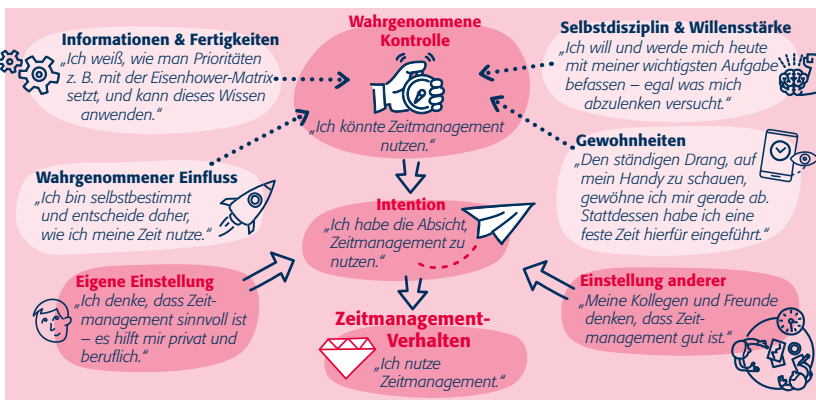 Informationen & Fertigkeiten
„Ich weiß, wie man Prioritäten
z. B. mit der Eisenhower-Matrix
setzt, und kann dieses Wissen
anwenden.“
Wahrgenommene
Kontrolle
„Ich könnte Zeitmanagement
nutzen.“
Selbstdisziplin & Willensstärke
„Ich will und werde mich heute
mit meiner wichtigsten Aufgabe
befassen – egal was mich
abzulenken versucht.“
Wahrgenommener Einfluss
„Ich bin selbstbestimmt
und entscheide daher,
wie ich meine Zeit nutze.“
Gewohnheiten
„Den ständigen Drang, auf
mein Handy zu schauen,
gewöhne ich mir gerade ab.
Stattdessen habe ich eine
feste Zeit hierfür eingeführt.“
Intention
„Ich habe die Absicht,
Zeitmanagement zu
nutzen.“
Eigene Einstellung
„Ich denke, dass Zeit-
management sinnvoll ist
– es hilft mir privat und
beruflich.“
Einstellung anderer
„Meine Kollegen und Freunde
denken, dass Zeit-
management gut ist.“
Zeitmanagement-
Verhalten
„Ich nutze
Zeitmanagement.“